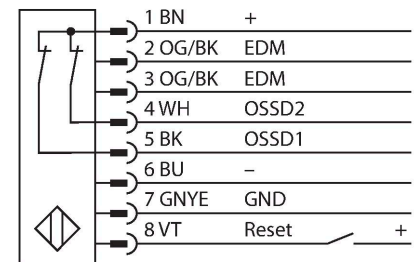 1 BN +
2 OG/BK EDM
3 OG/BK EDM
4 WH OSSD2
5 BK OSSD1
6 BU –
7 GNYE GND
8 VT Reset +